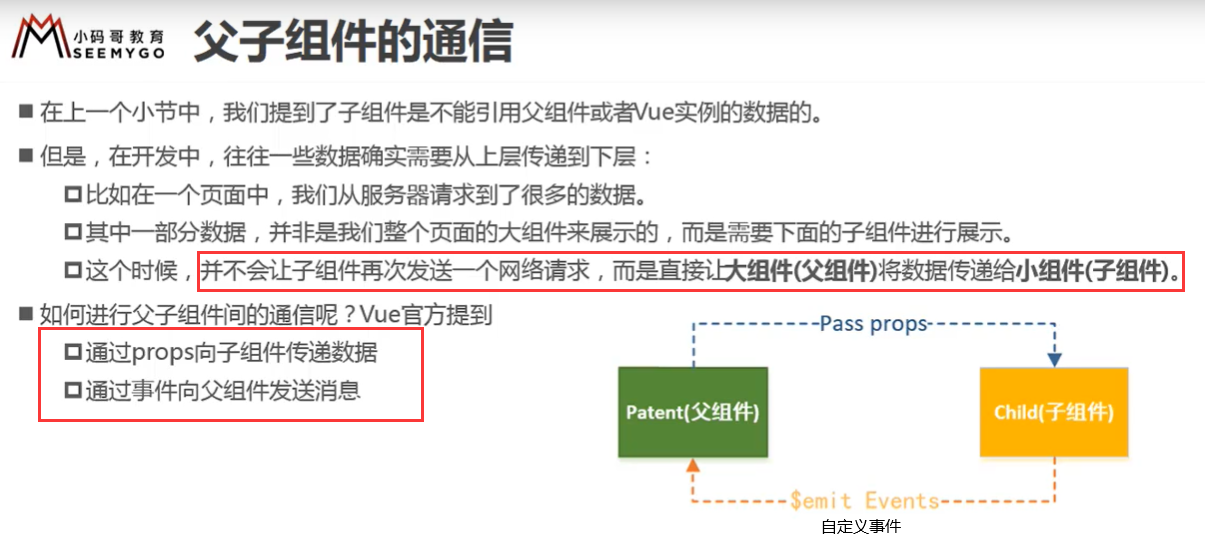 小码哥教育
SEEMYGO
父子组件的通信
在上一个小节中，我们提到了子组件是不能引用父组件或者Vue实例的数据的。
但是，在开发中，往往一些数据确实需要从上层传递到下层：
比如在一个页面中，我们从服务器请求到了很多的数据。
其中一部分数据，并非是我们整个页面的大组件来展示的，而是需要下面的子组件进行展示。
这个时候，并不会让子组件再次发送一个网络请求，而是直接让大组件(父组件)将数据传递给小组件(子组件)。
如何进行父子组件间的通信呢？Vue官方提到
通过props向子组件传递数据
通过事件向父组件发送消息
Pass props
Patent(父组件)
Child(子组件)
$emit Events
自定义事件